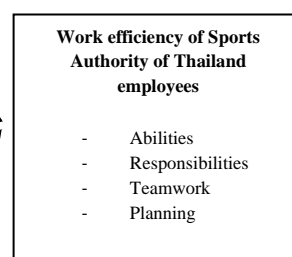 Work efficiency of Sports
Authority of Thailand
employees
- Abilities
- Responsibilities
- Teamwork
- Planning